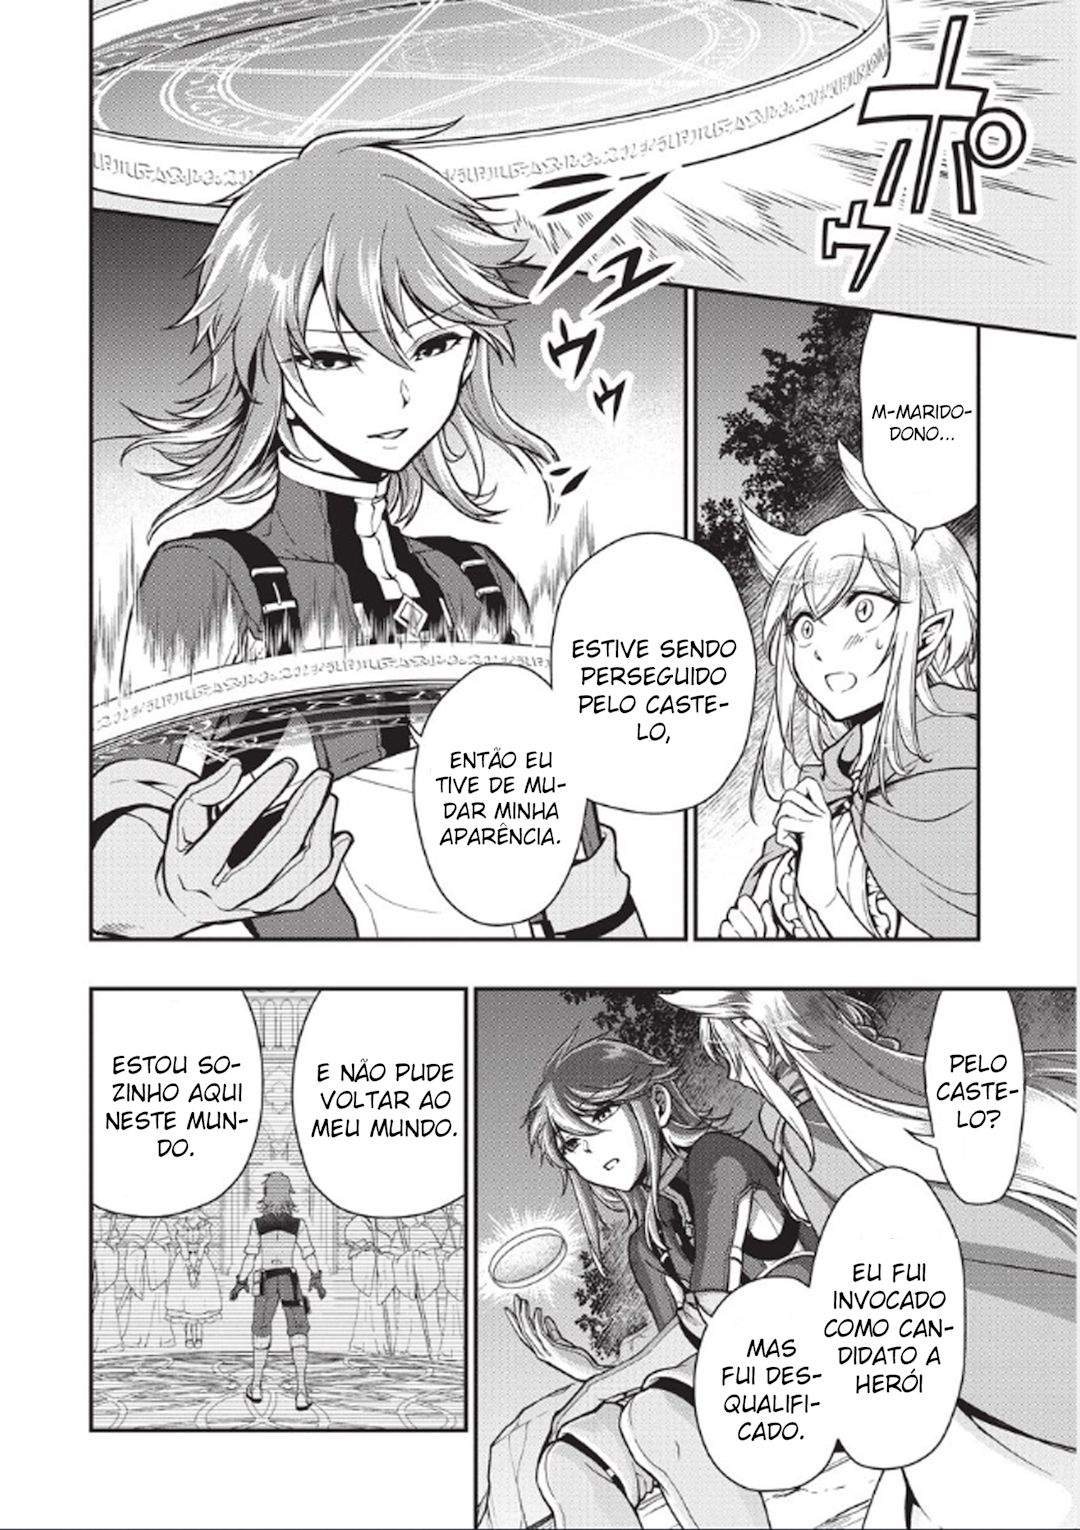 ポゥ
シュゥゥ
M-MARIDO-
DONO...
ESTIVE SENDO
PERSEGUIDO
PELO CASTE-
LO,
ENTÃO EU
TIVE DE MU-
DAR MINHA
APARÊNCIA.
PELO
CASTE-
LO?
EU FUI
INVOCADO
COMO CAN-
DIDATO A
HERÓI
MAS
FUI DES-
QUALIFI-
CADO.
E NÃO PUDE
VOLTAR AO
MEU MUNDO.
ESTOU SO-
ZINHO AQUI
NESTE MUN-
DO.